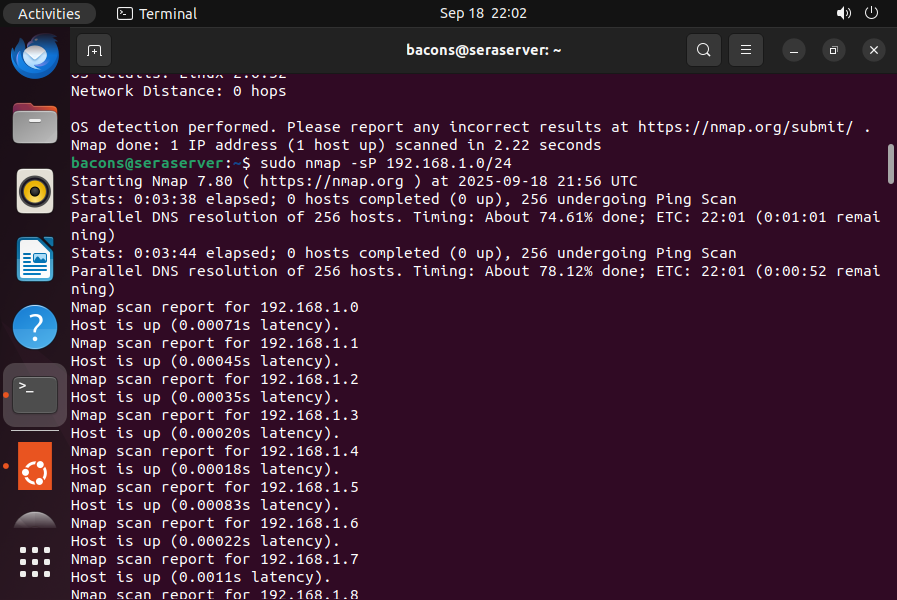 Activities
Terminal
Sep 18 22:02
bacons@seraserver: ~
OS details: Linux 2.6.32
Network Distance: 0 hops
OS detection performed. Please report any incorrect results at https://nmap.org/submit/ .
Nmap done: 1 IP address (1 host up) scanned in 2.22 seconds
bacons@seraserver:~$ sudo nmap -sP 192.168.1.0/24
Starting Nmap 7.80 ( https://nmap.org ) at 2025-09-18 21:56 UTC
Stats: 0:03:38 elapsed; 0 hosts completed (0 up), 256 undergoing Ping Scan
Parallel DNS resolution of 256 hosts. Timing: About 74.61% done; ETC: 22:01 (0:01:01 remai
ning)
Stats: 0:03:44 elapsed; 0 hosts completed (0 up), 256 undergoing Ping Scan
Parallel DNS resolution of 256 hosts. Timing: About 78.12% done; ETC: 22:01 (0:00:52 remai
ning)
Nmap scan report for 192.168.1.0
Host is up (0.00071s latency).
Nmap scan report for 192.168.1.1
Host is up (0.00045s latency).
Nmap scan report for 192.168.1.2
Host is up (0.00035s latency).
Nmap scan report for 192.168.1.3
Host is up (0.00020s latency).
Nmap scan report for 192.168.1.4
Host is up (0.00018s latency).
Nmap scan report for 192.168.1.5
Host is up (0.00083s latency).
Nmap scan report for 192.168.1.6
Host is up (0.00022s latency).
Nmap scan report for 192.168.1.7
Host is up (0.0011s latency).
Nmap scan report for 192.168.1.8